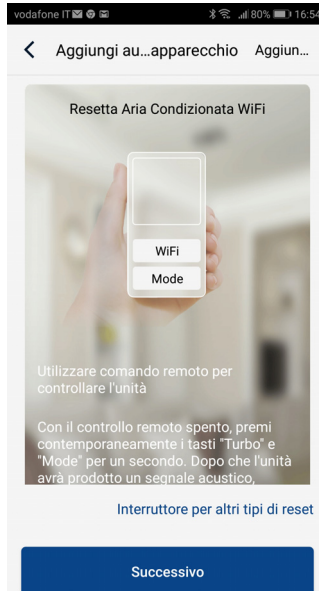 vodafone IT 80% 16:54
Aggiungi au...apparecchio Aggiun...
Resetta Aria Condizionata WiFi
WiFi
Mode
Utilizzare comando remoto per
controllare l'unità
Con il controllo remoto spento, premi
contemporaneamente i tasti "Turbo" e
"Mode" per un secondo. Dopo che l'unità
avrà prodotto un segnale acustico,
Interruttore per altri tipi di reset
Successivo